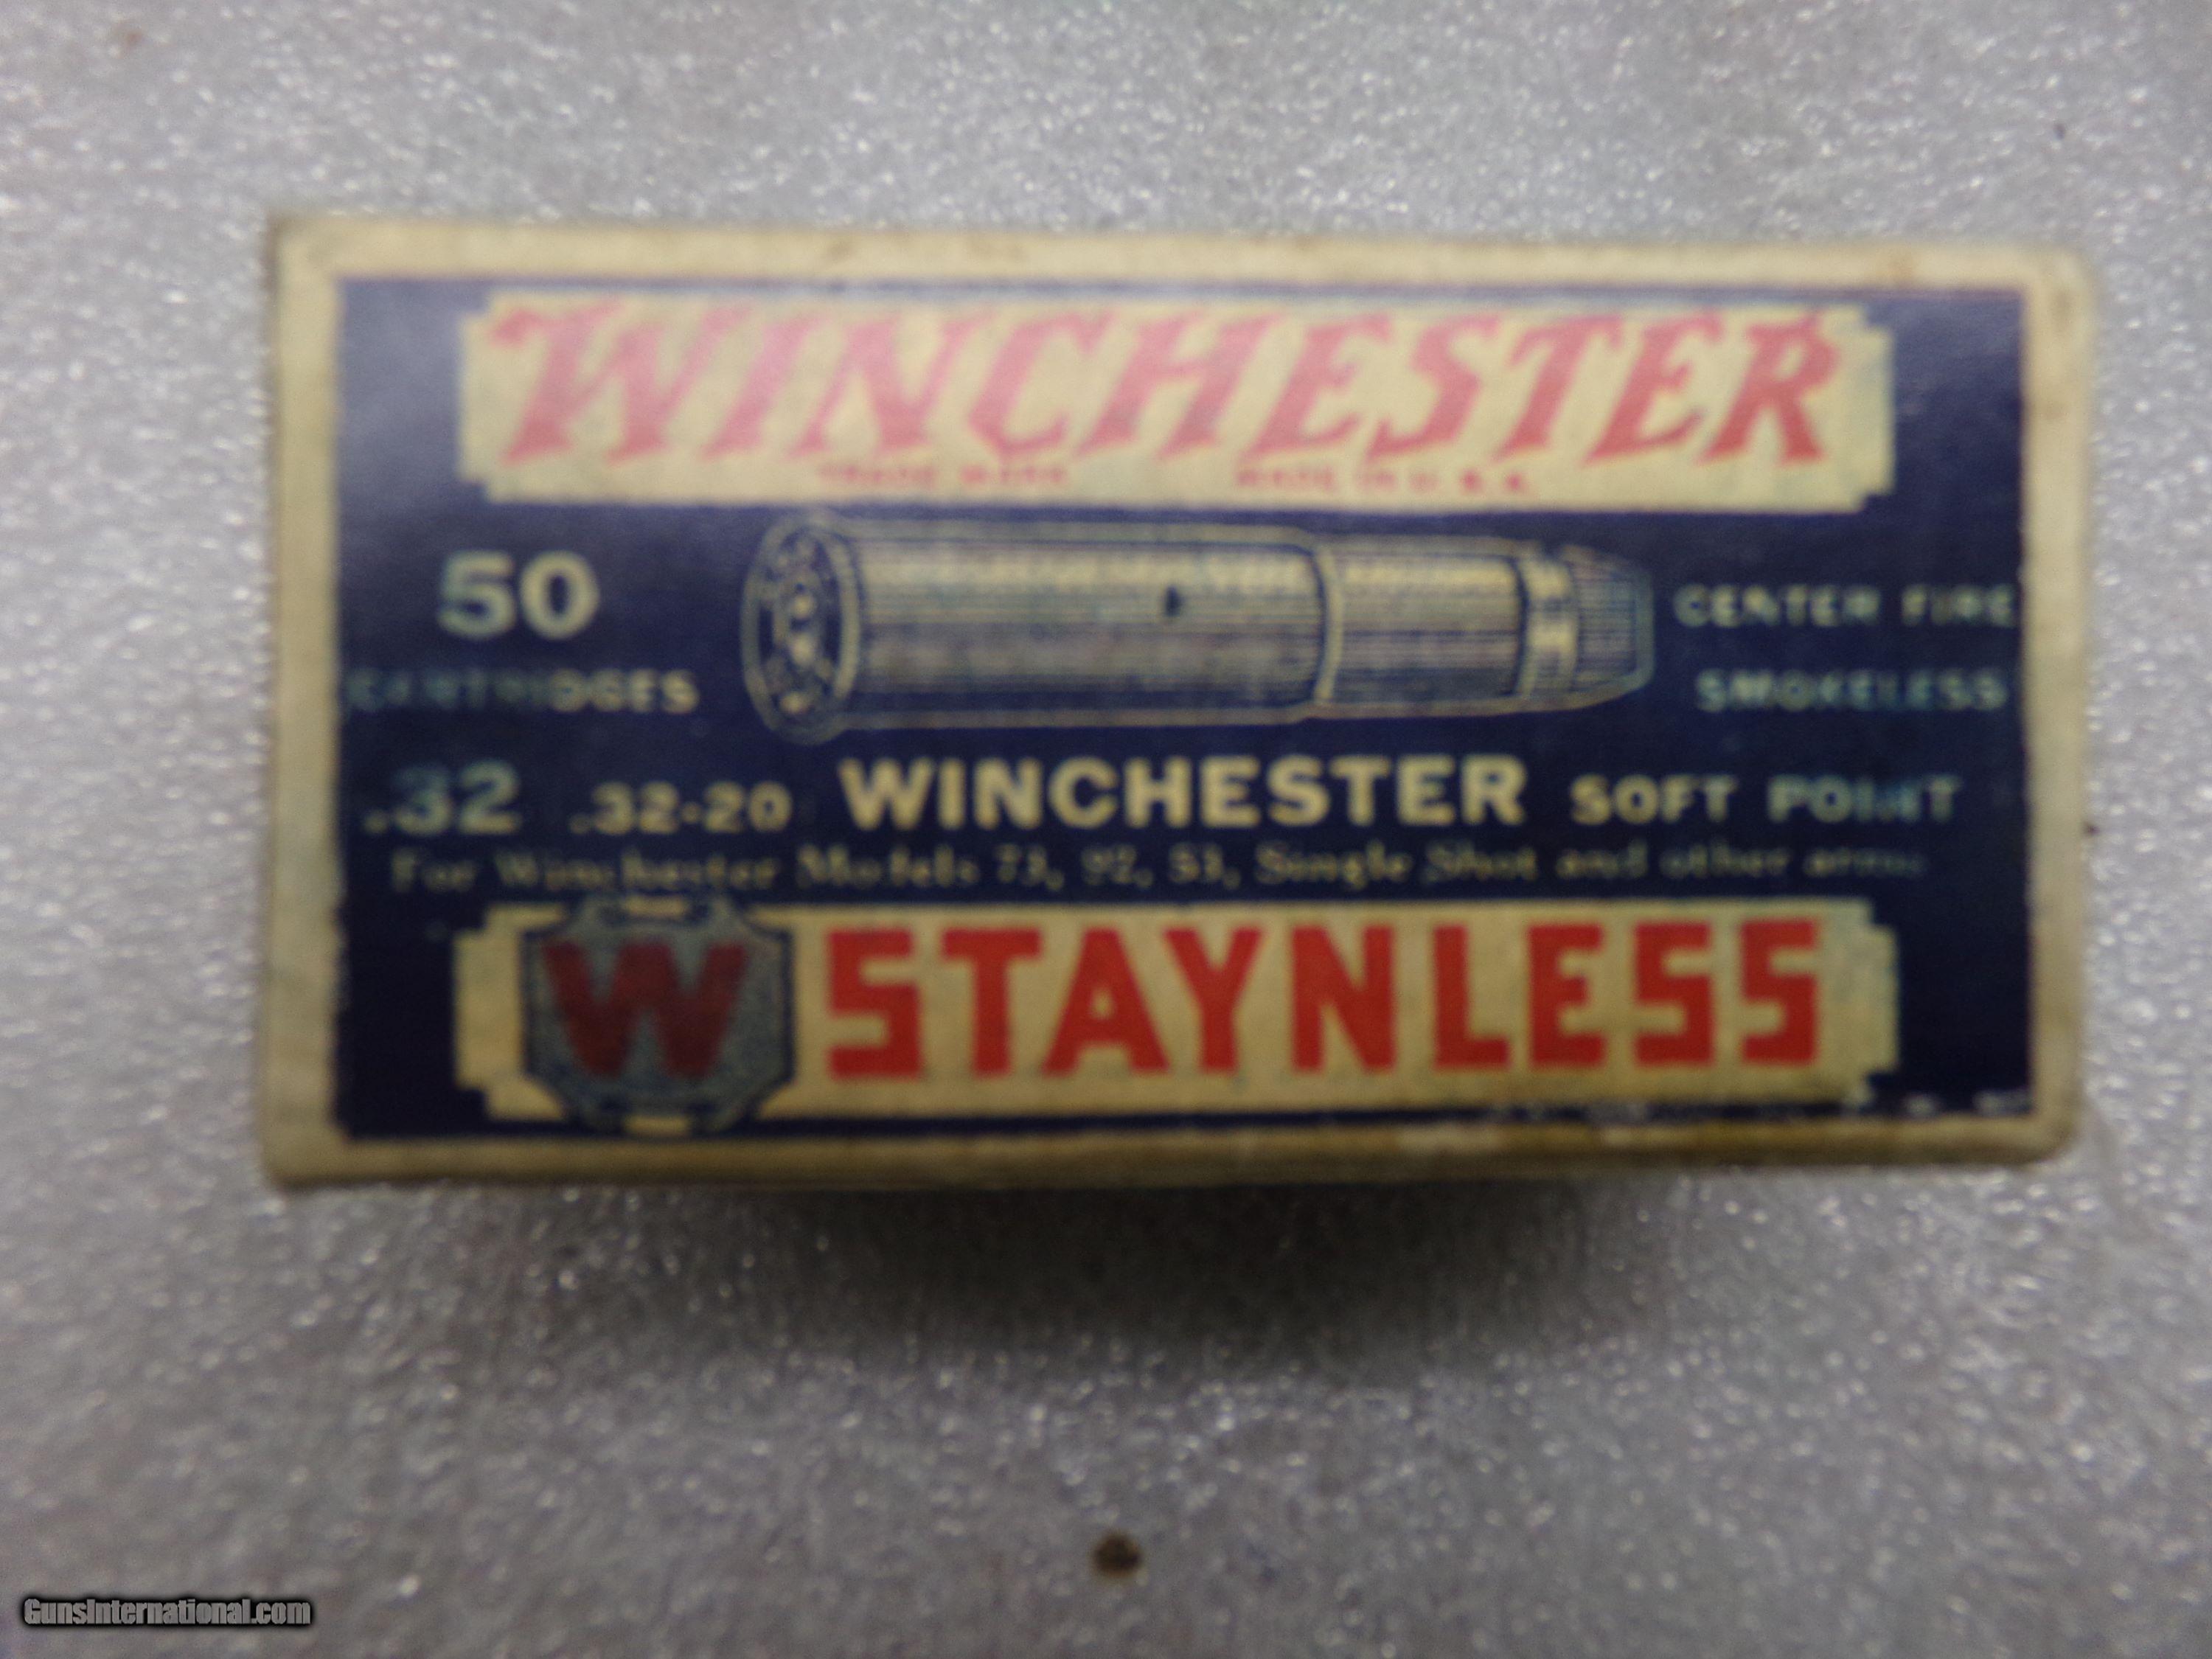 WINCHESTER
TRADE MARK MADE IN U.S.A.
50
CARTRIDGES
CENTER FIRE
SMOKELESS
.32 .32-20 WINCHESTER SOFT POINT
For Winchester Models 73, 92, 53, Single Shot and other arms
W STAYNLESS
GunsInternational.com